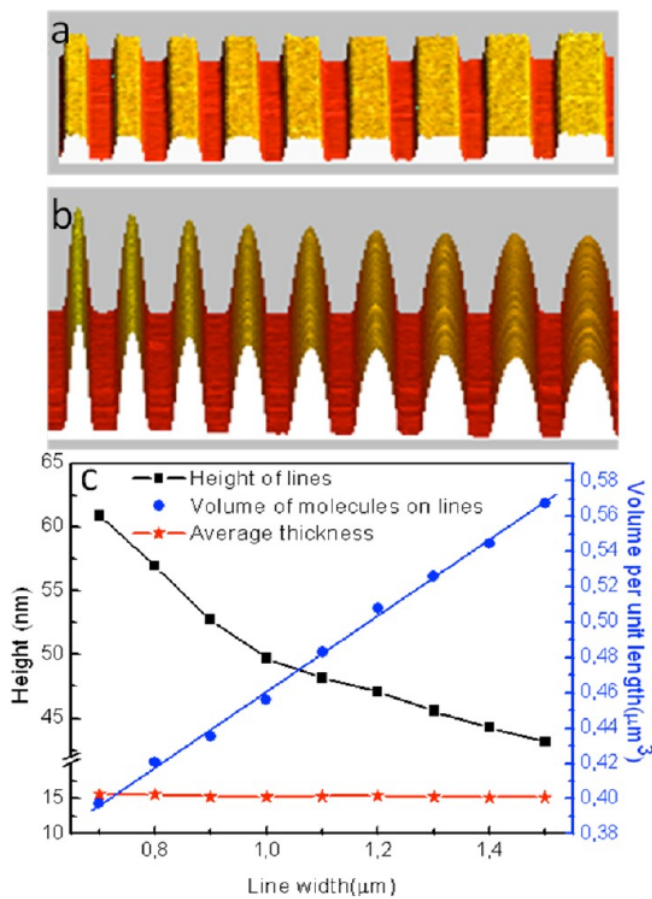 a
b
c
Height of lines
Volume of molecules on lines
Average thickness
Height (nm)
65
60
55
50
45
15
10
Volume per unit length(μm³)
0,58
0,56
0,54
0,52
0,50
0,48
0,46
0,44
0,42
0,40
0,38
0,8
1,0
1,2
1,4
Line width(μm)